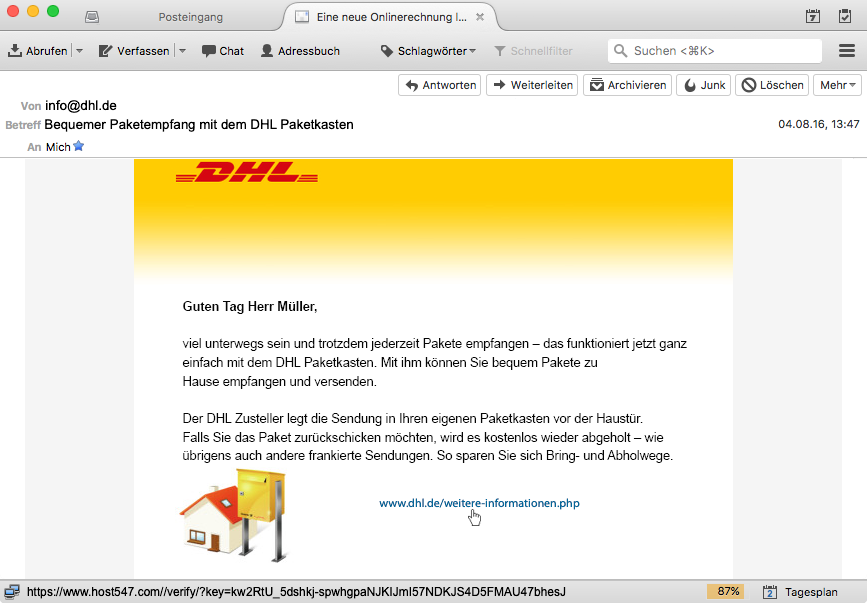 Posteingang
Eine neue Onlinerechnung l...
7
Abrufen
Verfassen
Chat
Adressbuch
Schlagwörter
Schnellfilter
Suchen <⌘K>
Antworten
Weiterleiten
Archivieren
Junk
Löschen
Mehr
Von info@dhl.de
Betreff Bequemer Paketempfang mit dem DHL Paketkasten
04.08.16, 13:47
An Mich
DHL
Guten Tag Herr Müller,
viel unterwegs sein und trotzdem jederzeit Pakete empfangen – das funktioniert jetzt ganz
einfach mit dem DHL Paketkasten. Mit ihm können Sie bequem Pakete zu
Hause empfangen und versenden.
Der DHL Zusteller legt die Sendung in Ihren eigenen Paketkasten vor der Haustür.
Falls Sie das Paket zurückschicken möchten, wird es kostenlos wieder abgeholt – wie
übrigens auch andere frankierte Sendungen. So sparen Sie sich Bring- und Abholwege.
www.dhl.de/weitere-informationen.php
https://www.host547.com//verify/?key=kw2RtU_5dshkj-spwhgpaNJKIJmI57NDKJS4D5FMAU47bhesJ
87%
2
Tagesplan